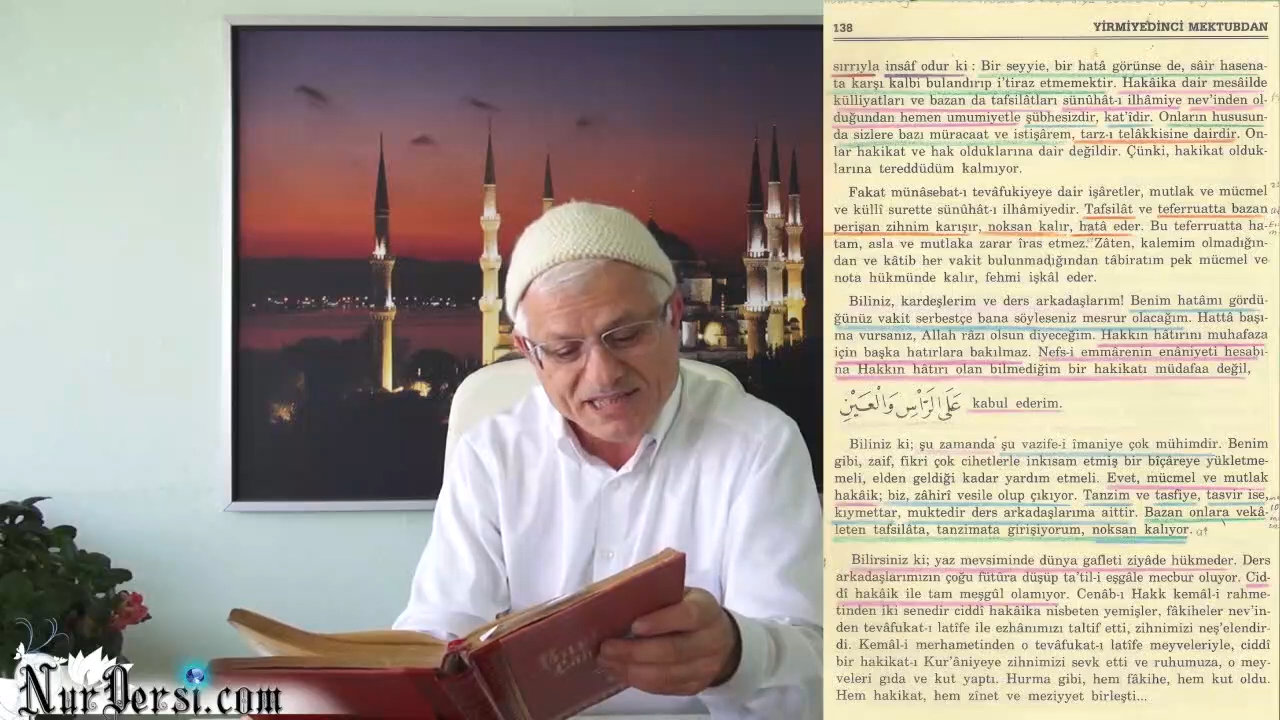 138 YİRMİYEDİNCİ MEKTUBDAN
sırrıyla insâf odur ki : Bir seyyie, bir hatâ görünse de, sâir hasena-
ta karşı kalbi bulandırıp i'tiraz etmemektir. Hakâika dair mesâilde
külliyatları ve bazan da tafsilâtları sünûhât-ı ilhâmiye nev'inden ol-
duğundan hemen umumiyetle şübhesizdir, kat'îdir. Onların hususun-
da sizlere bazı müracaat ve istişârem, tarz-ı telâkkisine dairdir. On-
lar hakikat ve hak olduklarına dair değildir. Çünki, hakikat olduk-
larına tereddüdüm kalmıyor.
Fakat münâsebat-ı tevâfukiyeye dair işâretler, mutlak ve mücmel
ve küllî surette sünûhât-ı ilhâmiyedir. Tafsilât ve teferruatta bazan
perişan zihnim karışır, noksan kalır, hatâ eder. Bu teferruatta ha-
tam, asla ve mutlaka zarar îras etmez. Zâten, kalemim olmadığın-
dan ve kâtib her vakit bulunmadığından tâbiratım pek mücmel ve
nota hükmünde kalır, fehmi işkâl eder.
Biliniz, kardeşlerim ve ders arkadaşlarım! Benim hatâmı gördü-
ğünüz vakit serbestçe bana söyleseniz mesrur olacağım. Hattâ başı-
ma vursanız, Allah râzı olsun diyeceğim. Hakkın hâtırını muhafaza
için başka hatırlara bakılmaz. Nefs-i emmârenin enâniyeti hesabı-
na Hakkın hâtırı olan bilmediğim bir hakikatı müdafaa değil,
عَلَى الرَّأْسِ وَالْعَيْنِ kabul ederim.
Biliniz ki; şu zamanda şu vazife-i îmaniye çok mühimdir. Benim
gibi, zaif, fikri çok cihetlerle inkısam etmiş bir bîçâreye yükletme-
meli, elden geldiği kadar yardım etmeli. Evet, mücmel ve mutlak
hakâik; biz, zâhirî vesile olup çıkıyor. Tanzim ve tasfiye, tasvir ise,
kıymettar, muktedir ders arkadaşlarıma aittir. Bazan onlara vekâ-
leten tafsilâta, tanzimata girişiyorum, noksan kalıyor.
Bilirsiniz ki; yaz mevsiminde dünya gafleti ziyâde hükmeder. Ders
arkadaşlarımızın çoğu fütûra düşüp ta'til-i eşgâle mecbur oluyor. Cid-
dî hakâik ile tam meşgûl olamıyor. Cenâb-ı Hakk kemâl-i rahme-
tinden iki senedir ciddî hakâika nisbeten yemişler, fâkiheler nev'in-
den tevâfukat-ı latîfe ile ezhânımızı taltif etti, zihnimizi neş'elendir-
di. Kemâl-i merhametinden o tevâfukat-ı latîfe meyveleriyle, ciddî
bir hakikat-ı Kur'âniyeye zihnimizi sevk etti ve ruhumuza, o mey-
veleri gıda ve kut yaptı. Hurma gibi, hem fâkihe, hem kut oldu.
Hem hakikat, hem zînet ve meziyyet birleşti...
NurDersi.com